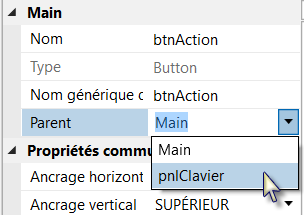 Main
Nom btnAction
Type Button
Nom générique c btnAction
Parent Main
Main
Propriétés commu
pnlClavier
Ancrage horizont
Ancrage vertical SUPÉRIEUR